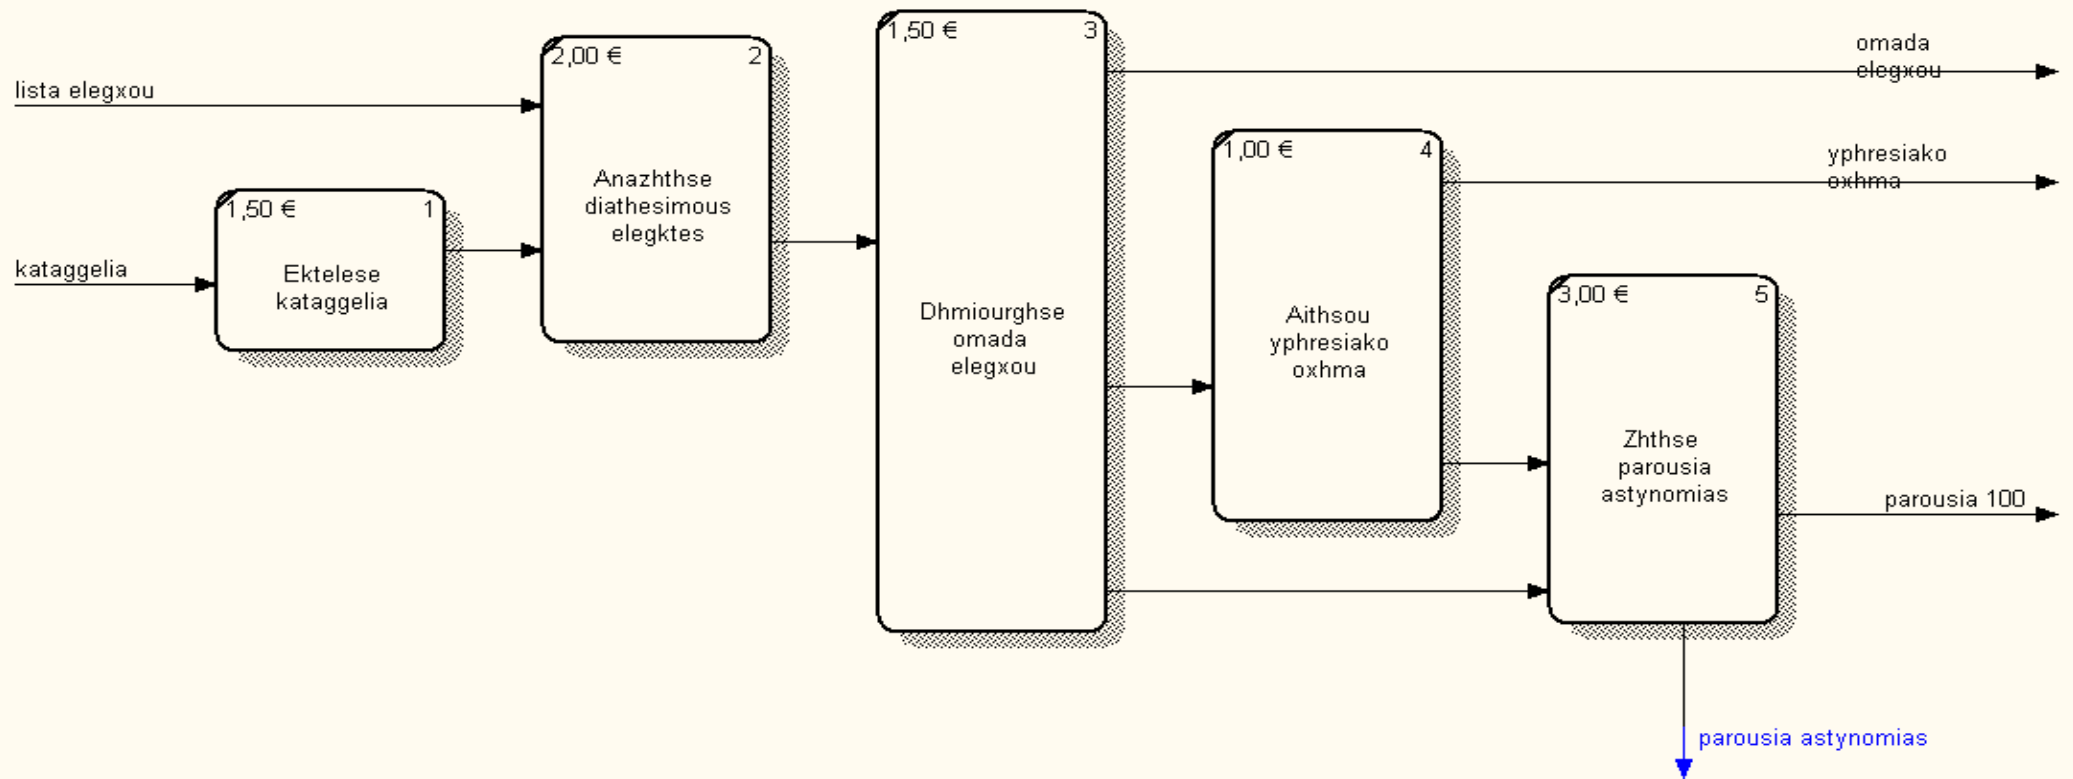 lista elegxou
kataggelia
1,50 € 1
Ektelese
kataggelia
2,00 € 2
Anazhthse
diathesimous
elegktes
1,50 € 3
Dhmiourghse
omada
elegxou
1,00 € 4
Aithsou
yphresiako
oxhma
3,00 € 5
Zhthse
parousia
astynomias
omada
elegxou
yphresiako
oxhma
parousia 100
parousia astynomias